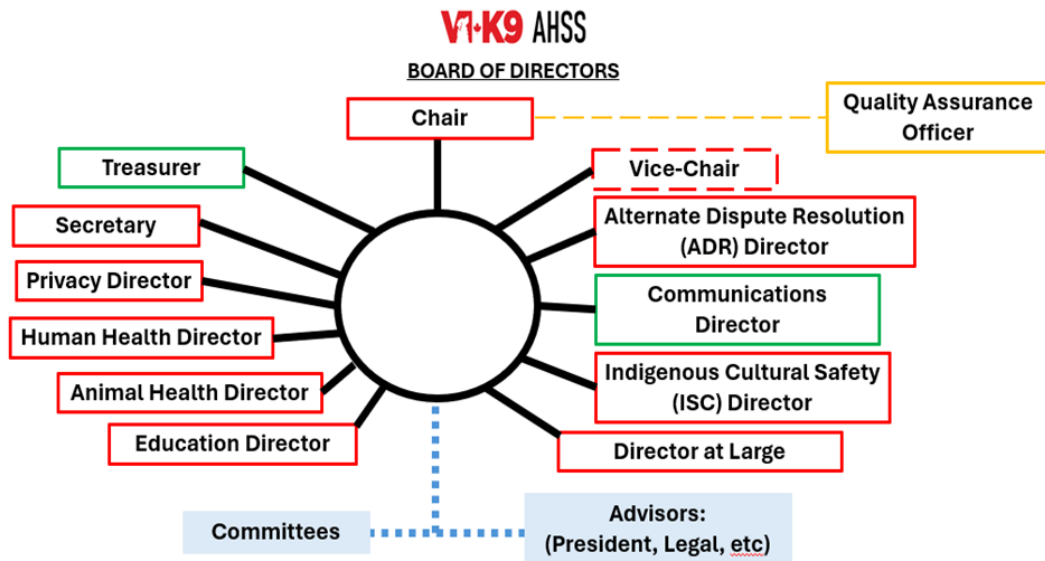 VI-K9 AHSS
BOARD OF DIRECTORS
Chair
Quality Assurance
Officer
Treasurer
Vice-Chair
Secretary
Alternate Dispute Resolution
(ADR) Director
Privacy Director
Communications
Director
Human Health Director
Indigenous Cultural Safety
(ISC) Director
Animal Health Director
Education Director
Director at Large
Committees
Advisors:
(President, Legal, etc)